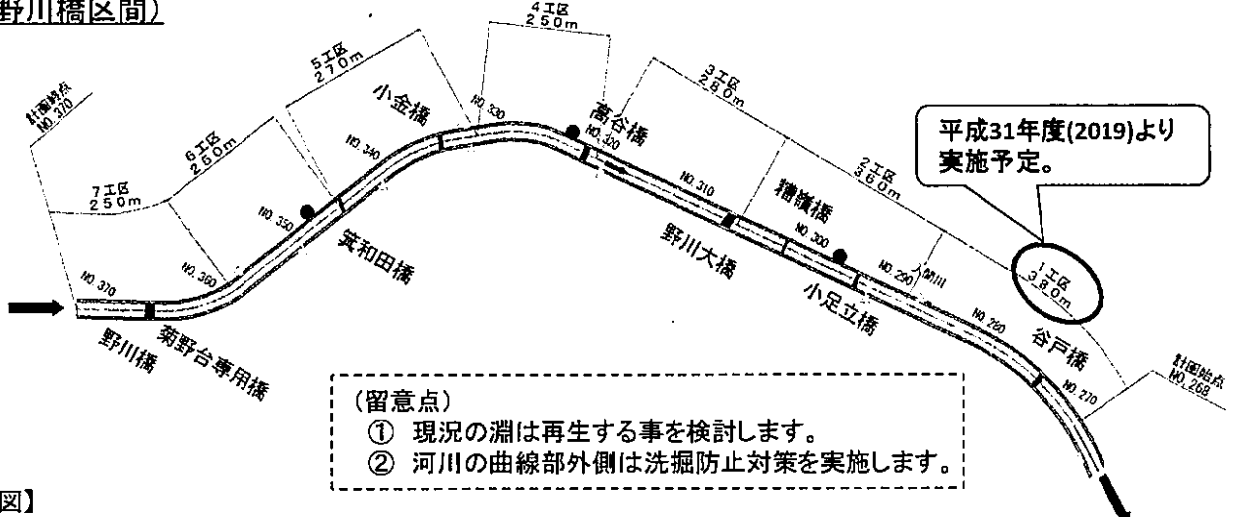 野川橋区間)
4工区
250m
5工区
270m
3工区
280m
小金橋
計画終点
NO.370
NO.330
高谷橋
平成31年度(2019)より
実施予定。
6工区
260m
NO.340
NO.320
2工区
360m
7工区
250m
NO.310
糟嶺橋
NO.350
箕和田橋
野川大橋
NO.300
入間川
1工区
380m
NO.360
NO.290
NO.370
小足立橋
NO.280
谷戸橋
野川橋
菊野台専用橋
計画始点
NO.268
NO.270
(留意点)
① 現況の淵は再生する事を検討します。
② 河川の曲線部外側は洗掘防止対策を実施します。
図】